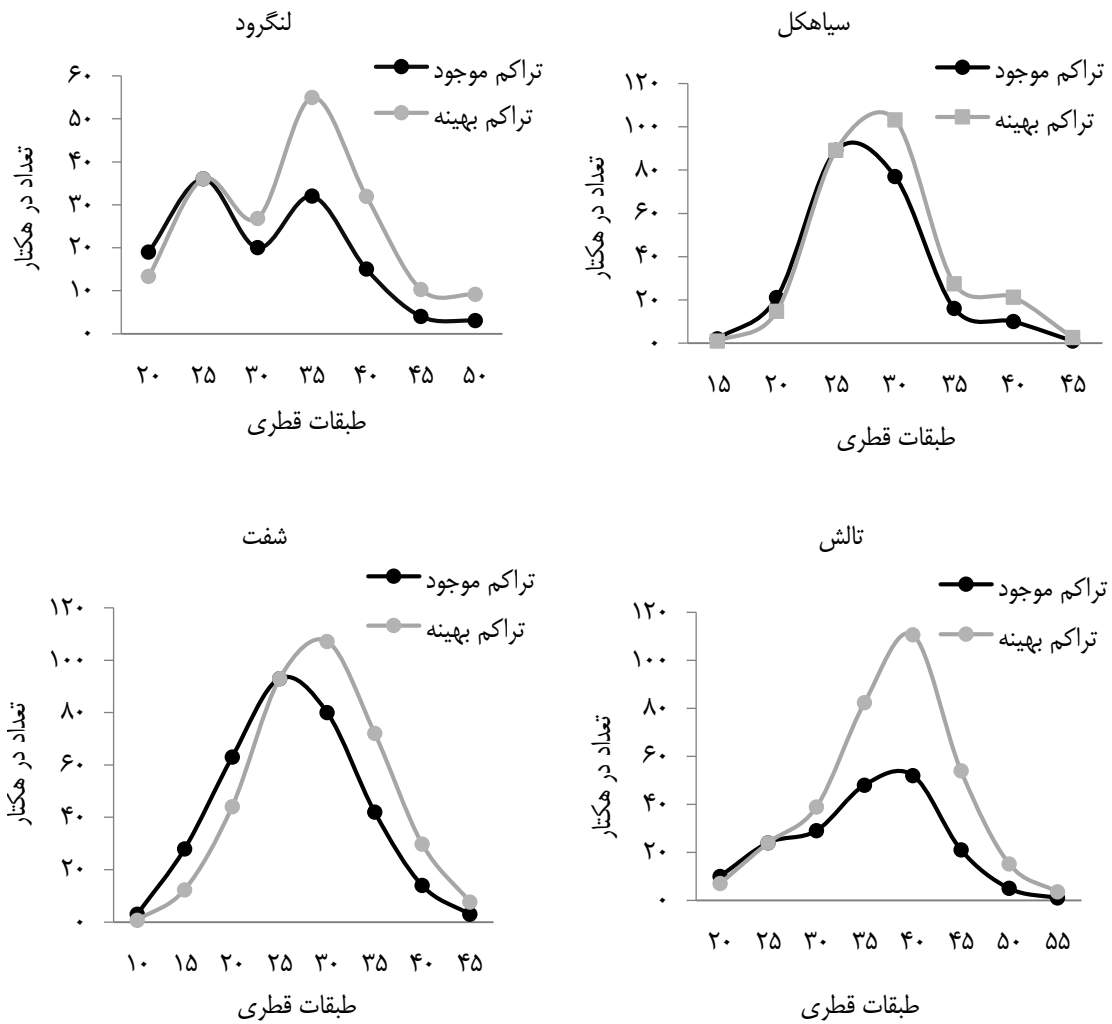 لنگرود
تراکم موجود
تراکم بهینه
۶۰
۵۰
۴۰
۳۰
۲۰
۱۰
۰
تعداد در هکتار
۲۰ ۲۵ ۳۰ ۳۵ ۴۰ ۴۵ ۵۰
طبقات قطری
سیاهکل
تراکم موجود
تراکم بهینه
۱۲۰
۱۰۰
۸۰
۶۰
۴۰
۲۰
۰
تعداد در هکتار
۱۵ ۲۰ ۲۵ ۳۰ ۳۵ ۴۰ ۴۵
طبقات قطری
شفت
تراکم موجود
تراکم بهینه
۱۲۰
۱۰۰
۸۰
۶۰
۴۰
۲۰
۰
تعداد در هکتار
۱۰ ۱۵ ۲۰ ۲۵ ۳۰ ۳۵ ۴۰ ۴۵
طبقات قطری
تالش
تراکم موجود
تراکم بهینه
۱۲۰
۱۰۰
۸۰
۶۰
۴۰
۲۰
۰
تعداد در هکتار
۲۰ ۲۵ ۳۰ ۳۵ ۴۰ ۴۵ ۵۰ ۵۵
طبقات قطری